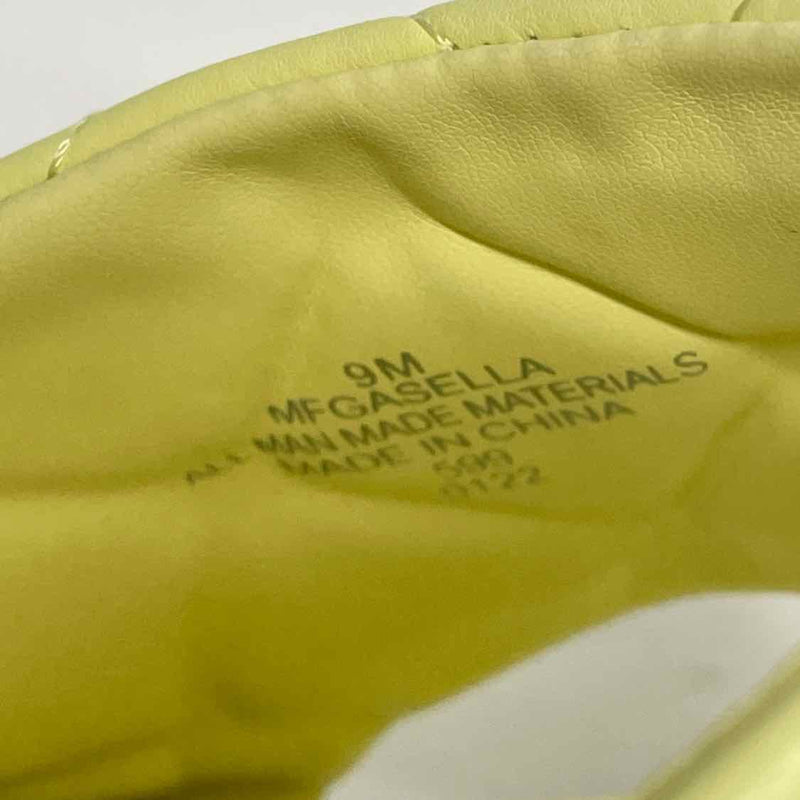 9M
MFGASELLA
ALL MAN MADE MATERIALS
MADE IN CHINA
599
0122